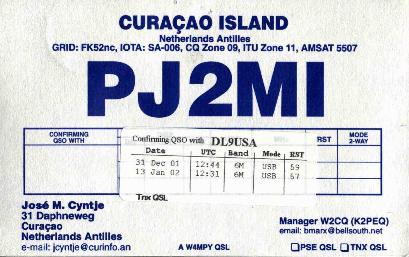 CURAÇAO ISLAND
Netherlands Antilles
GRID: FK52nc, IOTA: SA-006, CQ Zone 09, ITU Zone 11, AMSAT 5507
PJ2MI
CONFIRMING QSO WITH
RST
MODE 2-WAY
Confirming QSO with DL9USA
Date UTC Band Mode RST
31 Dec 01 12:44 6M USB 59
13 Jan 02 12:31 6M USB 57
Tnx QSL
José M. Cyntje
31 Daphneweg
Curaçao
Netherlands Antilles
e-mail: jcyntje@curinfo.an
A W4MPY QSL
Manager W2CQ (K2PEQ)
email: bmarx@bellsouth.net
PSE QSL TNX QSL